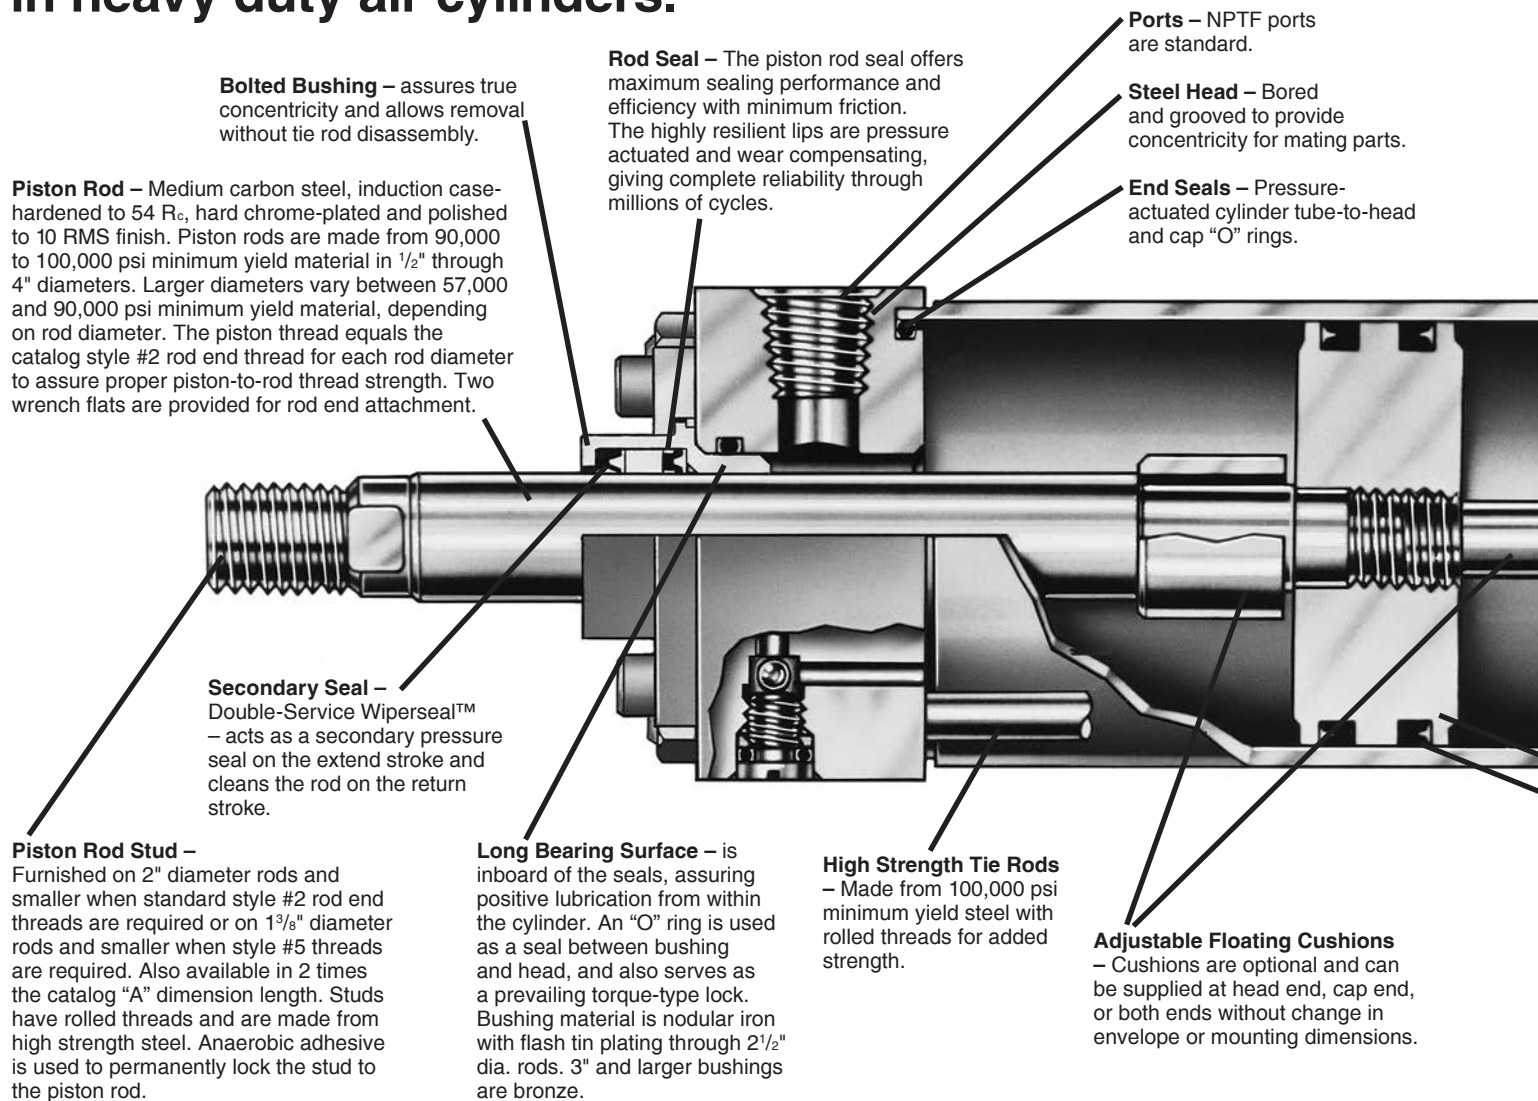 in heavy duty air cylinders.
Ports – NPTF ports
are standard.
Rod Seal – The piston rod seal offers
maximum sealing performance and
efficiency with minimum friction.
The highly resilient lips are pressure
actuated and wear compensating,
giving complete reliability through
millions of cycles.
Bolted Bushing – assures true
concentricity and allows removal
without tie rod disassembly.
Steel Head – Bored
and grooved to provide
concentricity for mating parts.
End Seals – Pressure-
actuated cylinder tube-to-head
and cap “O” rings.
Piston Rod – Medium carbon steel, induction case-
hardened to 54 Rc, hard chrome-plated and polished
to 10 RMS finish. Piston rods are made from 90,000
to 100,000 psi minimum yield material in 1/2" through
4" diameters. Larger diameters vary between 57,000
and 90,000 psi minimum yield material, depending
on rod diameter. The piston thread equals the
catalog style #2 rod end thread for each rod diameter
to assure proper piston-to-rod thread strength. Two
wrench flats are provided for rod end attachment.
Secondary Seal –
Double-Service Wiperseal™
– acts as a secondary pressure
seal on the extend stroke and
cleans the rod on the return
stroke.
Piston Rod Stud –
Furnished on 2" diameter rods and
smaller when standard style #2 rod end
threads are required or on 13/8" diameter
rods and smaller when style #5 threads
are required. Also available in 2 times
the catalog “A” dimension length. Studs
have rolled threads and are made from
high strength steel. Anaerobic adhesive
is used to permanently lock the stud to
the piston rod.
Long Bearing Surface – is
inboard of the seals, assuring
positive lubrication from within
the cylinder. An “O” ring is used
as a seal between bushing
and head, and also serves as
a prevailing torque-type lock.
Bushing material is nodular iron
with flash tin plating through 21/2"
dia. rods. 3" and larger bushings
are bronze.
High Strength Tie Rods
– Made from 100,000 psi
minimum yield steel with
rolled threads for added
strength.
Adjustable Floating Cushions
– Cushions are optional and can
be supplied at head end, cap end,
or both ends without change in
envelope or mounting dimensions.